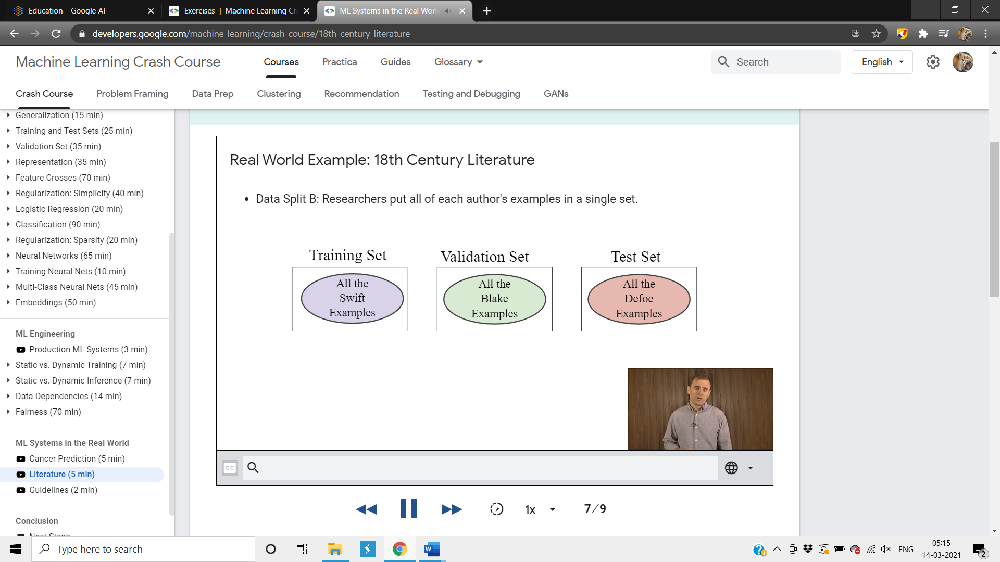 Education – Google AI
Exercises | Machine Learning Cr
ML Systems in the Real Worl
developers.google.com/machine-learning/crash-course/18th-century-literature
Machine Learning Crash Course
Courses
Practica
Guides
Glossary
Search
English
Crash Course
Problem Framing
Data Prep
Clustering
Recommendation
Testing and Debugging
GANs
Generalization (15 min)
Training and Test Sets (25 min)
Validation Set (35 min)
Representation (35 min)
Feature Crosses (70 min)
Regularization: Simplicity (40 min)
Logistic Regression (20 min)
Classification (90 min)
Regularization: Sparsity (20 min)
Neural Networks (65 min)
Training Neural Nets (10 min)
Multi-Class Neural Nets (45 min)
Embeddings (50 min)
ML Engineering
Production ML Systems (3 min)
Static vs. Dynamic Training (7 min)
Static vs. Dynamic Inference (7 min)
Data Dependencies (14 min)
Fairness (70 min)
ML Systems in the Real World
Cancer Prediction (5 min)
Literature (5 min)
Guidelines (2 min)
Conclusion
Next Steps
Real World Example: 18th Century Literature
• Data Split B: Researchers put all of each author's examples in a single set.
Training Set
All the
Swift
Examples
Validation Set
All the
Blake
Examples
Test Set
All the
Defoe
Examples
CC
1x
7/9
Type here to search
W
ENG
05:15
14-03-2021
2